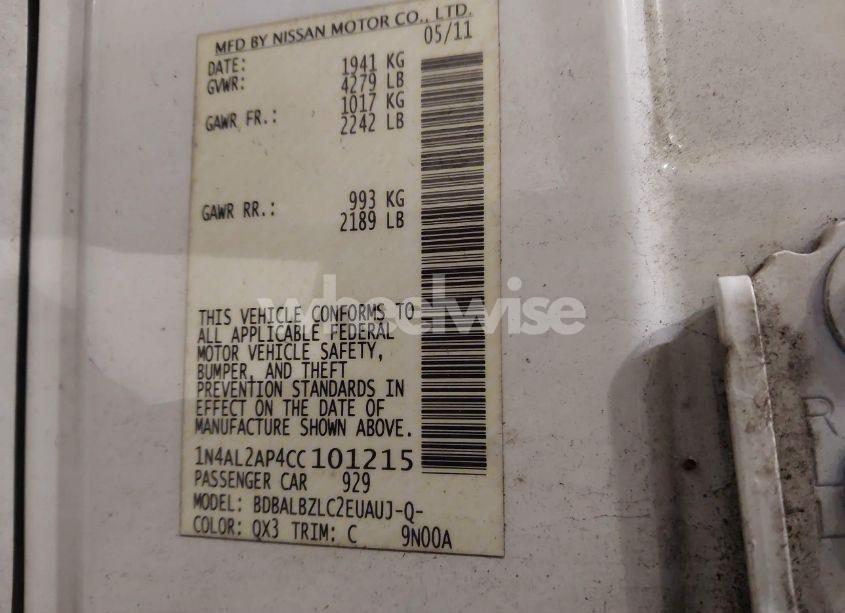 MFD BY NISSAN MOTOR CO., LTD.
DATE: 05/11
GVWR: 1941 KG
4279 LB
GAWR FR.: 1017 KG
2242 LB
GAWR RR.: 993 KG
2189 LB
THIS VEHICLE CONFORMS TO
ALL APPLICABLE FEDERAL
MOTOR VEHICLE SAFETY,
BUMPER, AND THEFT
PREVENTION STANDARDS IN
EFFECT ON THE DATE OF
MANUFACTURE SHOWN ABOVE.
1N4AL2AP4CC101215
PASSENGER CAR 929
MODEL: BDBALBZLC2EUAUJ-Q-
COLOR: QX3 TRIM: C 9N00A
wheelwise
R